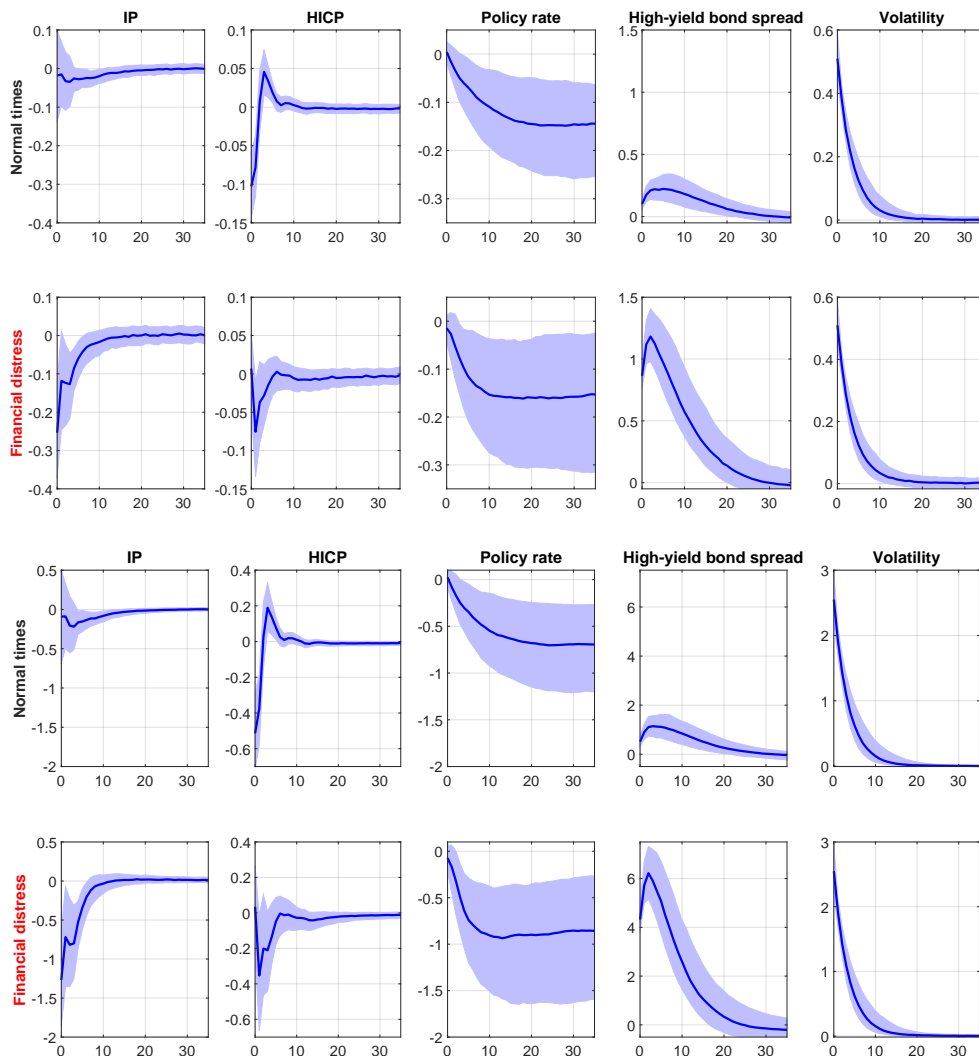 IP HICP Policy rate High-yield bond spread Volatility
Normal times
0.1 0 -0.1 -0.2 -0.3 -0.4
0 10 20 30
0.05 0 -0.05 -0.1 -0.15
0 10 20 30
0 -0.1 -0.2 -0.3
0 10 20 30
1.5 1 0.5 0
0 10 20 30
0.6 0.4 0.2 0
0 10 20 30
Financial distress
0.1 0 -0.1 -0.2 -0.3 -0.4
0 10 20 30
0.05 0 -0.05 -0.1 -0.15
0 10 20 30
0 -0.1 -0.2 -0.3
0 10 20 30
1.5 1 0.5 0
0 10 20 30
0.6 0.4 0.2 0
0 10 20 30
IP HICP Policy rate High-yield bond spread Volatility
Normal times
0.5 0 -0.5 -1 -1.5 -2
0 10 20 30
0.4 0.2 0 -0.2 -0.4 -0.6
0 10 20 30
0 -0.5 -1 -1.5 -2
0 10 20 30
6 4 2 0
0 10 20 30
3 2 1 0
0 10 20 30
Financial distress
0.5 0 -0.5 -1 -1.5 -2
0 10 20 30
0.4 0.2 0 -0.2 -0.4 -0.6
0 10 20 30
0 -0.5 -1 -1.5 -2
0 10 20 30
6 4 2 0
0 10 20 30
3 2 1 0
0 10 20 30